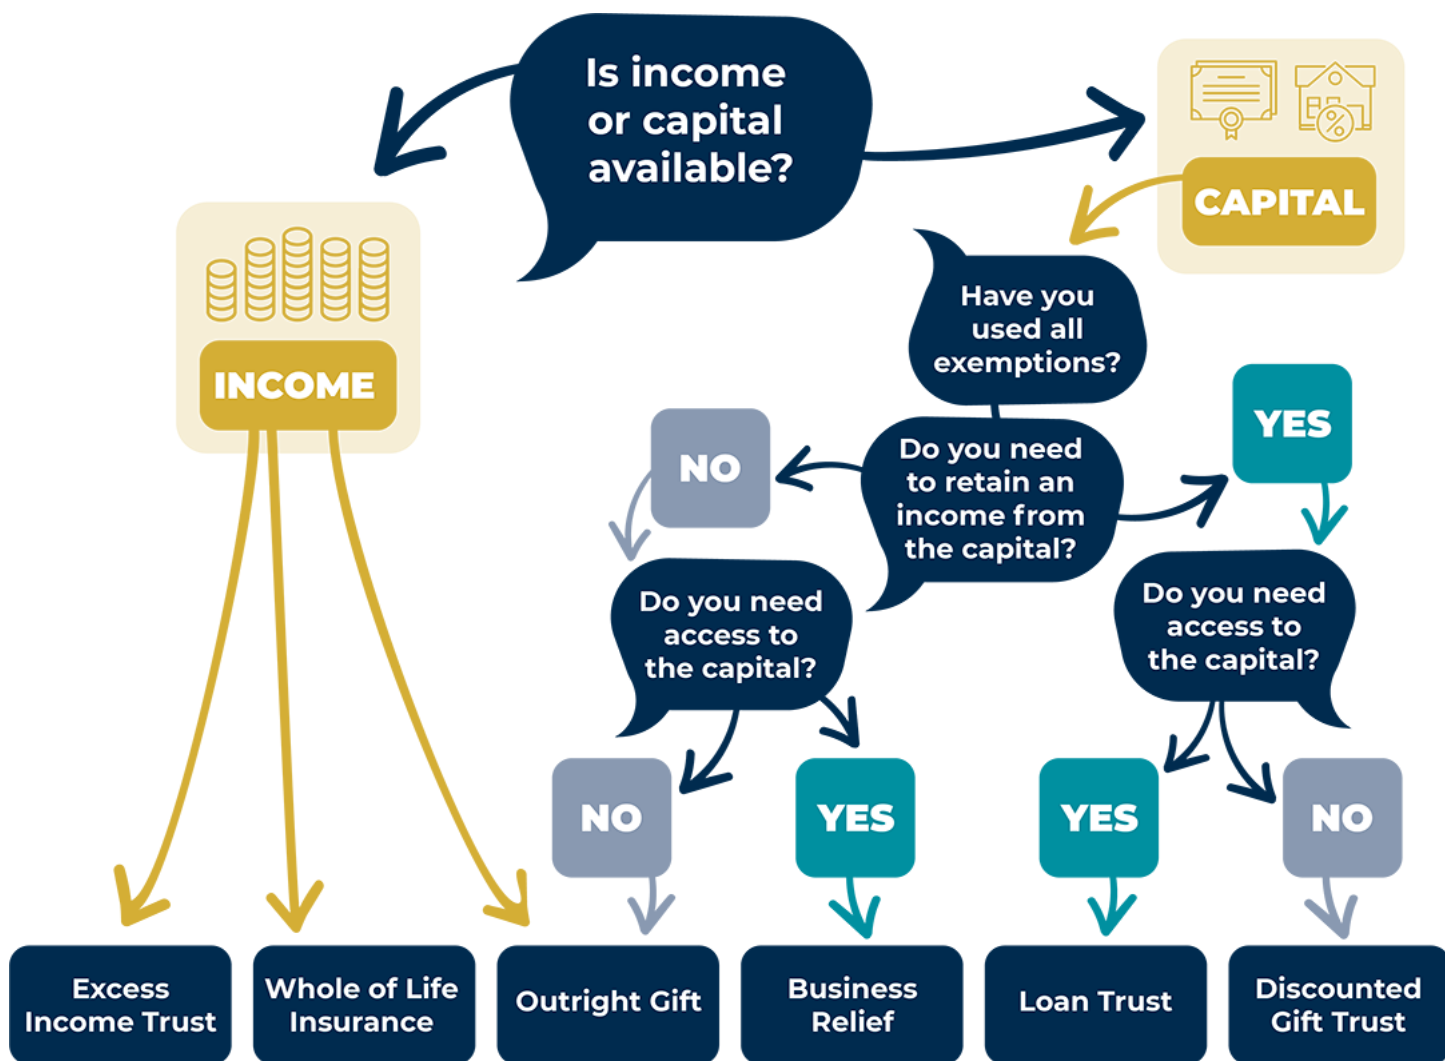 Is income
or capital
available?
CAPITAL
INCOME
Have you
used all
exemptions?
Do you need
to retain an
income from
the capital?
NO
YES
Do you need
access to
the capital?
Do you need
access to
the capital?
NO
YES
YES
NO
Excess
Income Trust
Whole of Life
Insurance
Outright Gift
Business
Relief
Loan Trust
Discounted
Gift Trust